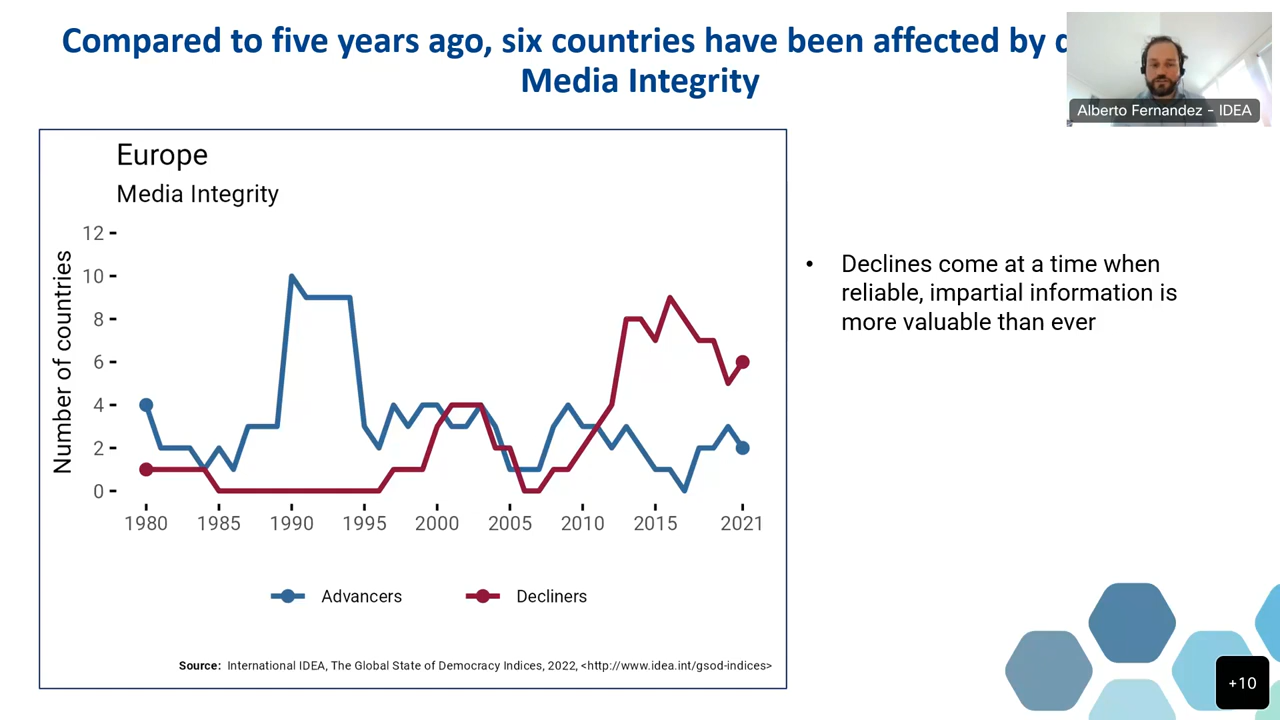 Compared to five years ago, six countries have been affected by
Media Integrity
Alberto Fernandez - IDEA
Europe
Media Integrity
Number of countries
12
10
8
6
4
2
0
1980 1985 1990 1995 2000 2005 2010 2015 2021
Advancers Decliners
Source: International IDEA, The Global State of Democracy Indices, 2022, <http://www.idea.int/gsod-indices>
• Declines come at a time when
reliable, impartial information is
more valuable than ever
+10